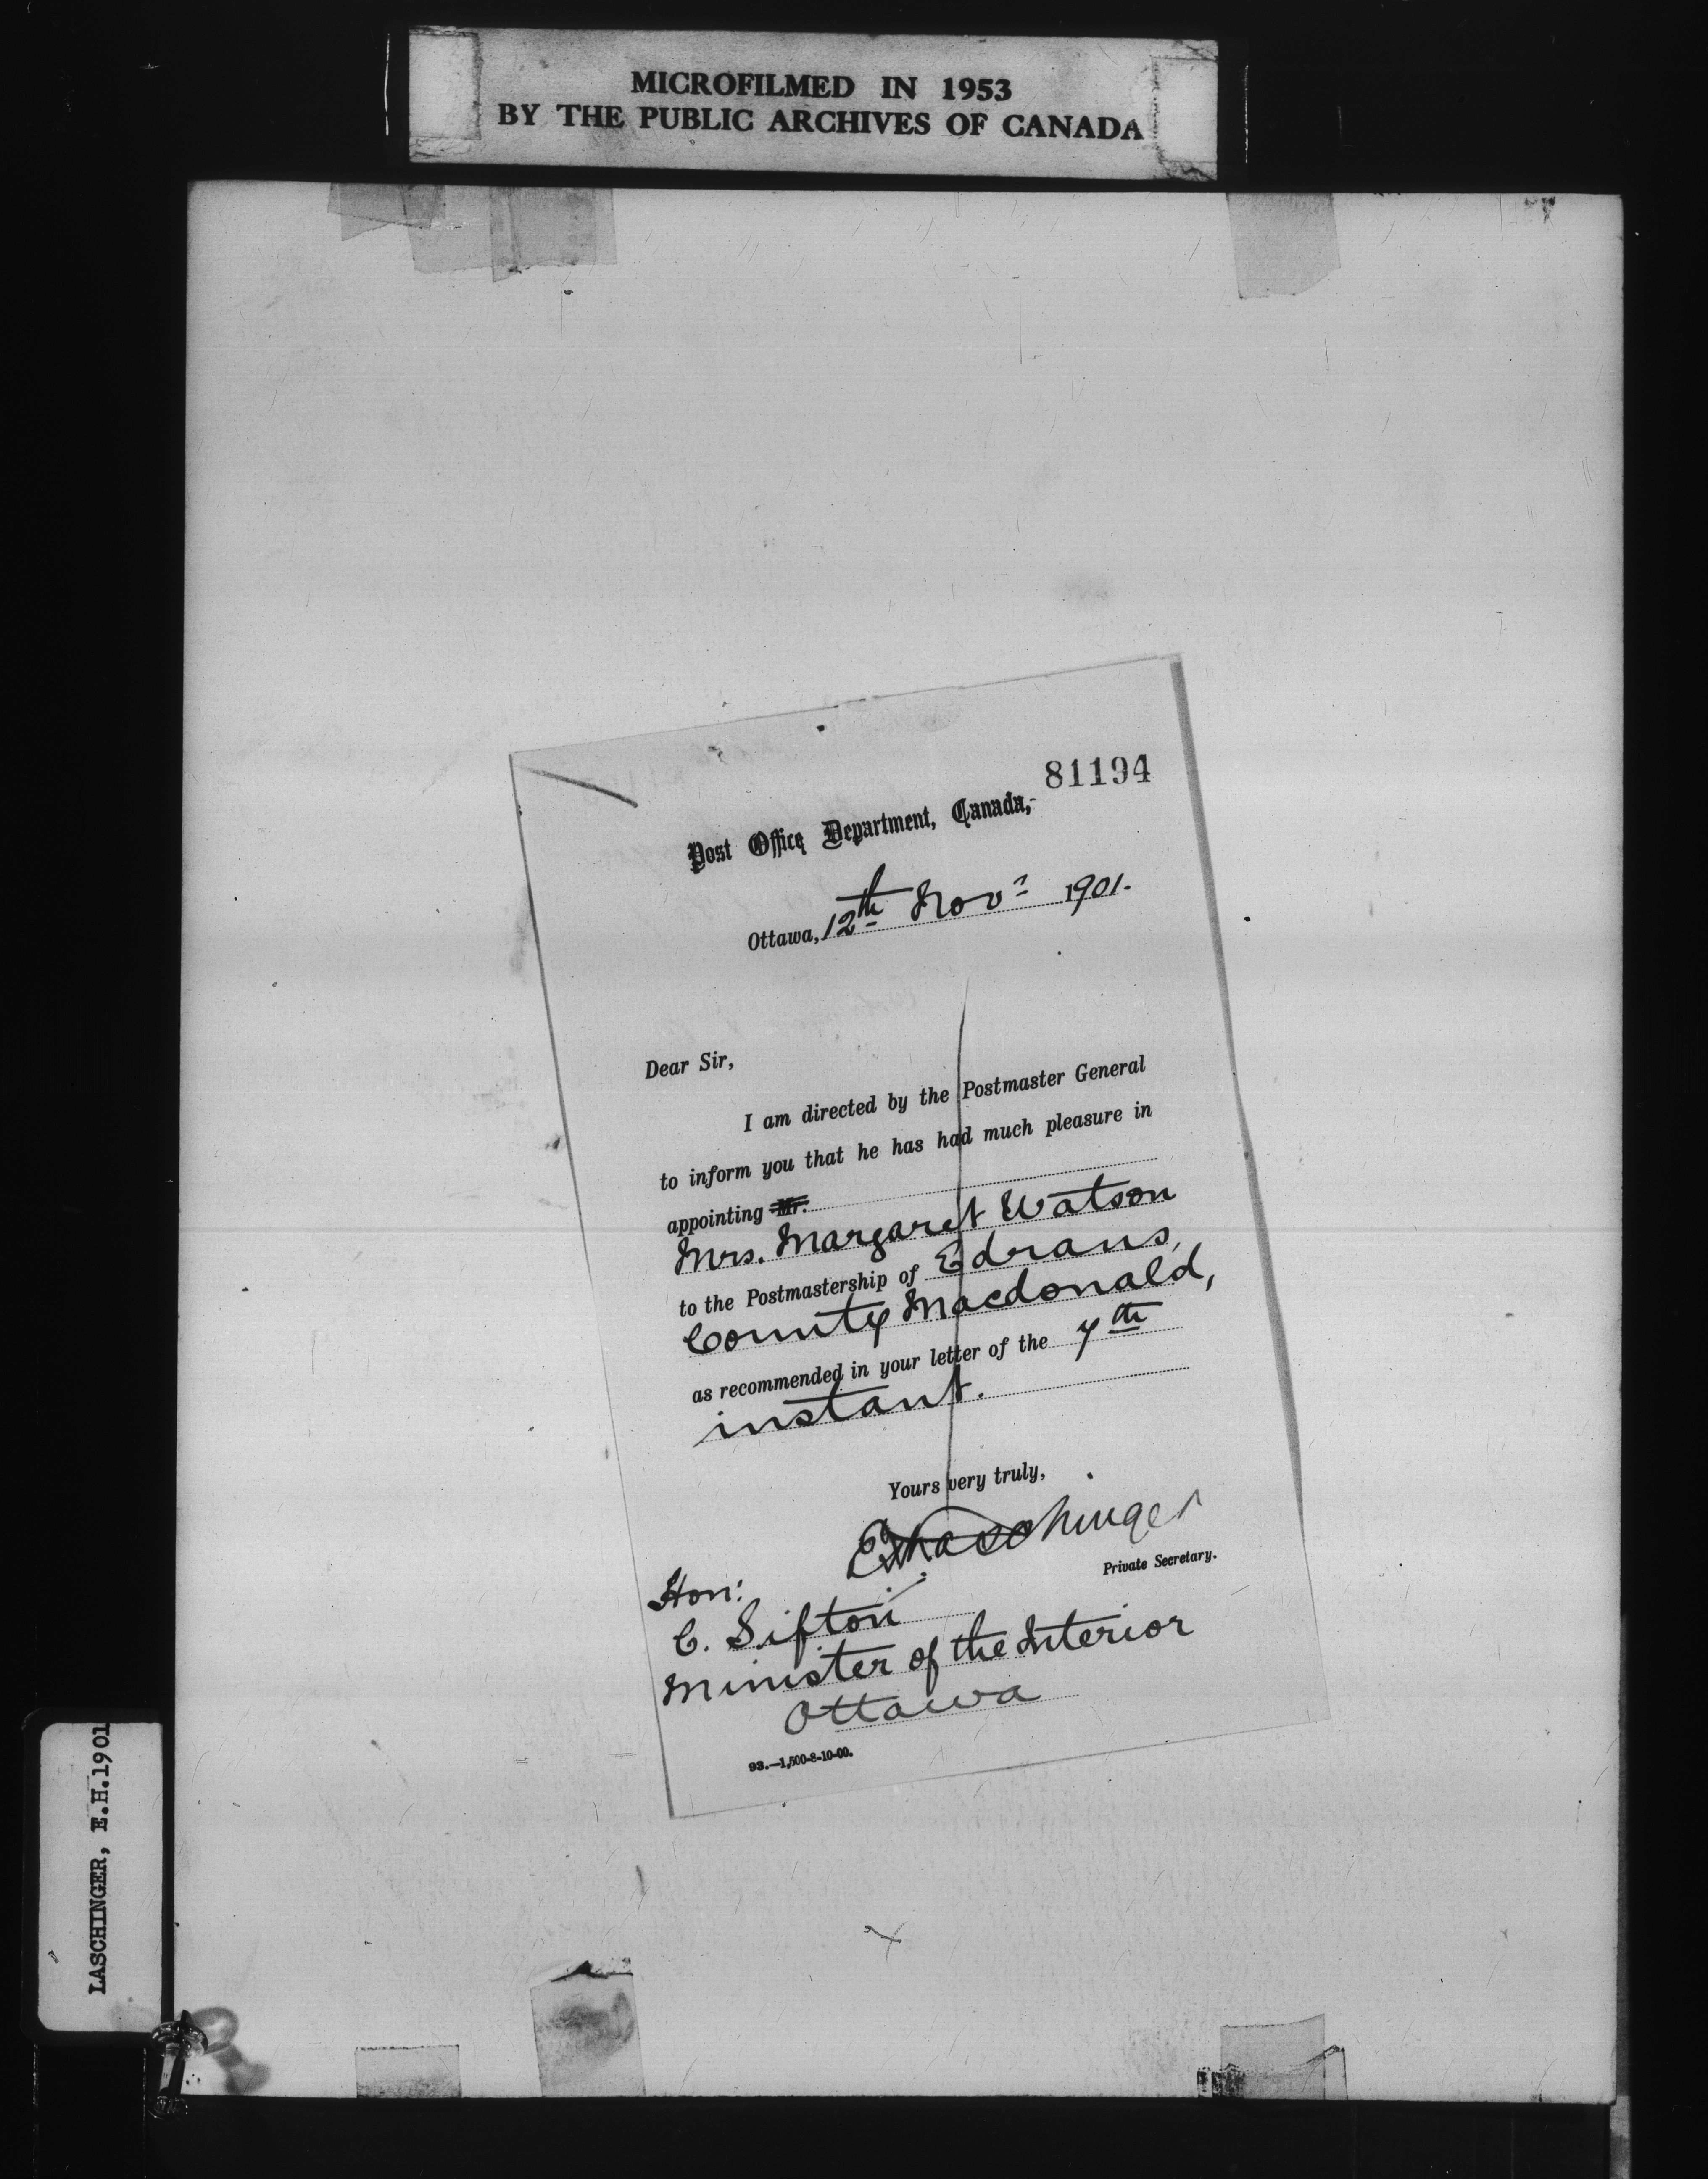 MICROFILMED IN 1953
BY THE PUBLIC ARCHIVES OF CANADA
81194
Post Office Department, Canada,
Ottawa, 12th Nov: 1901.
Dear Sir,
I am directed by the Postmaster General
to inform you that he has had much pleasure in
appointing Mr.
Mrs. Margaret Watson
to the Postmastership of Edrans,
County Macdonald,
as recommended in your letter of the 7th
instant.
Yours very truly,
EHLaschinger
Private Secretary.
Hon:
C. Sifton
Minister of the Interior
Ottawa
93.—1,500-8-10-00.
LASCHINGER, E.H.1901